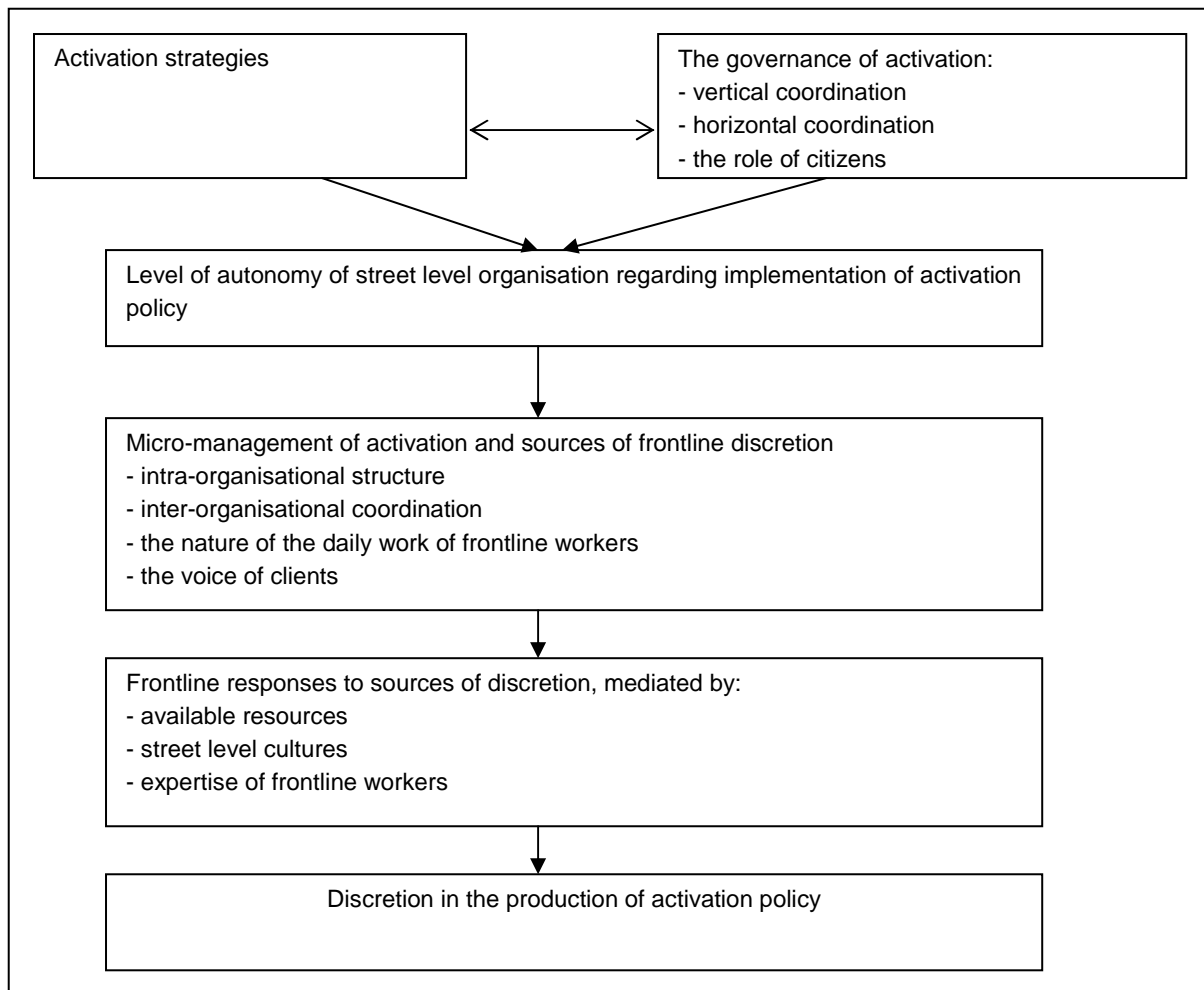 Activation strategies
The governance of activation:
- vertical coordination
- horizontal coordination
- the role of citizens
Level of autonomy of street level organisation regarding implementation of activation
policy
Micro-management of activation and sources of frontline discretion
- intra-organisational structure
- inter-organisational coordination
- the nature of the daily work of frontline workers
- the voice of clients
Frontline responses to sources of discretion, mediated by:
- available resources
- street level cultures
- expertise of frontline workers
Discretion in the production of activation policy